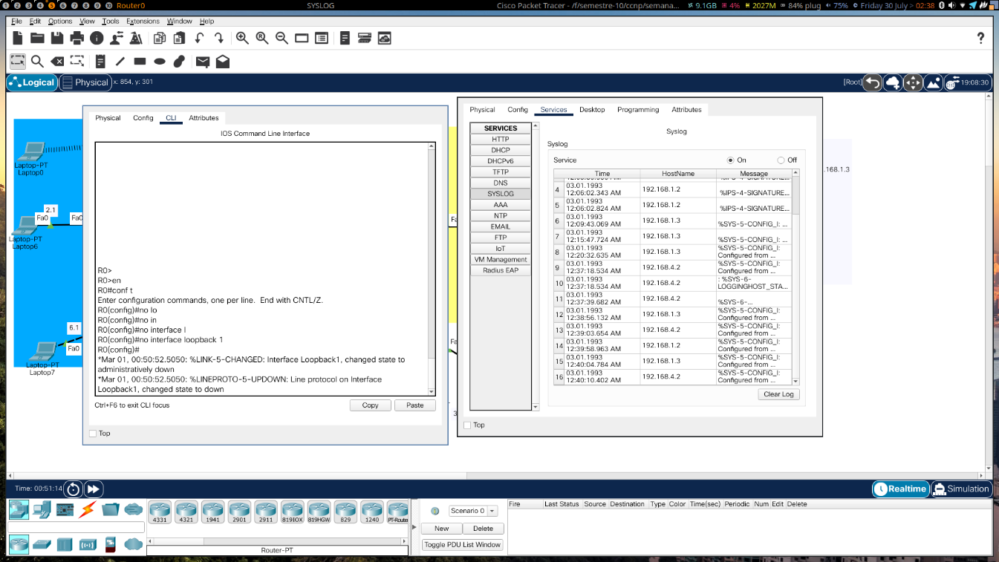 1 2 3 4 5 6 7 8 9 10 Router0 SYSLOG Cisco Packet Tracer - /f/semestre-10/ccnp/semana... 9.1GB 4% 2027M 84% plug 75% Friday 30 July > 02:38
File Edit Options View Tools Extensions Window Help
?
Logical Physical x: 854, y: 301 [Root] 19:08:30
Laptop-PT
Laptop0
2.1
Fa0
Laptop-PT
Laptop6
6.1
Fa0
Laptop-PT
Laptop7
Physical Config CLI Attributes
IOS Command Line Interface
R0>
R0>en
R0#conf t
Enter configuration commands, one per line. End with CNTL/Z.
R0(config)#no lo
R0(config)#no in
R0(config)#no interface l
R0(config)#no interface loopback 1
R0(config)#
*Mar 01, 00:50:52.5050: %LINK-5-CHANGED: Interface Loopback1, changed state to
administratively down
*Mar 01, 00:50:52.5050: %LINEPROTO-5-UPDOWN: Line protocol on Interface
Loopback1, changed state to down
Ctrl+F6 to exit CLI focus
Copy Paste
Top
Physical Config Services Desktop Programming Attributes
SERVICES
HTTP
DHCP
DHCPv6
TFTP
DNS
SYSLOG
AAA
NTP
EMAIL
FTP
IoT
VM Management
Radius EAP
Syslog
Syslog
Service On Off
Time HostName Message
4 03.01.1993 12:06:02.343 AM 192.168.1.2 %IPS-4-SIGNATURE...
5 03.01.1993 12:06:02.824 AM 192.168.1.2 %IPS-4-SIGNATURE...
6 03.01.1993 12:09:43.069 AM 192.168.1.3 %SYS-5-CONFIG_I: ...
7 03.01.1993 12:15:47.724 AM 192.168.1.3 %SYS-5-CONFIG_I: ...
8 03.01.1993 12:20:32.635 AM 192.168.1.3 %SYS-5-CONFIG_I: Configured from ...
9 03.01.1993 12:37:18.534 AM 192.168.4.2 %SYS-5-CONFIG_I: Configured from ...
10 03.01.1993 12:37:18.534 AM 192.168.4.2 : %SYS-6-LOGGINGHOST_STA...
11 03.01.1993 12:37:39.682 AM 192.168.4.2 %SYS-6-...
12 03.01.1993 12:38:56.132 AM 192.168.1.3 %SYS-5-CONFIG_I: Configured from ...
13 03.01.1993 12:39:03.654 AM 192.168.4.2 %SYS-5-CONFIG_I: Configured from ...
14 03.01.1993 12:39:58.963 AM 192.168.1.2 %SYS-5-CONFIG_I: Configured from ...
15 03.01.1993 12:40:04.784 AM 192.168.1.3 %SYS-5-CONFIG_I: Configured from ...
16 03.01.1993 12:40:10.402 AM 192.168.4.2 %SYS-5-CONFIG_I: Configured from ...
Clear Log
Top
.168.1.3
Time: 00:51:14
Realtime Simulation
4331 4321 1941 2901 2911 819IOX 819HGW 829 1240 PT-Router
Router-PT
Scenario 0
New Delete
Toggle PDU List Window
Fire Last Status Source Destination Type Color Time(sec) Periodic Num Edit Delete